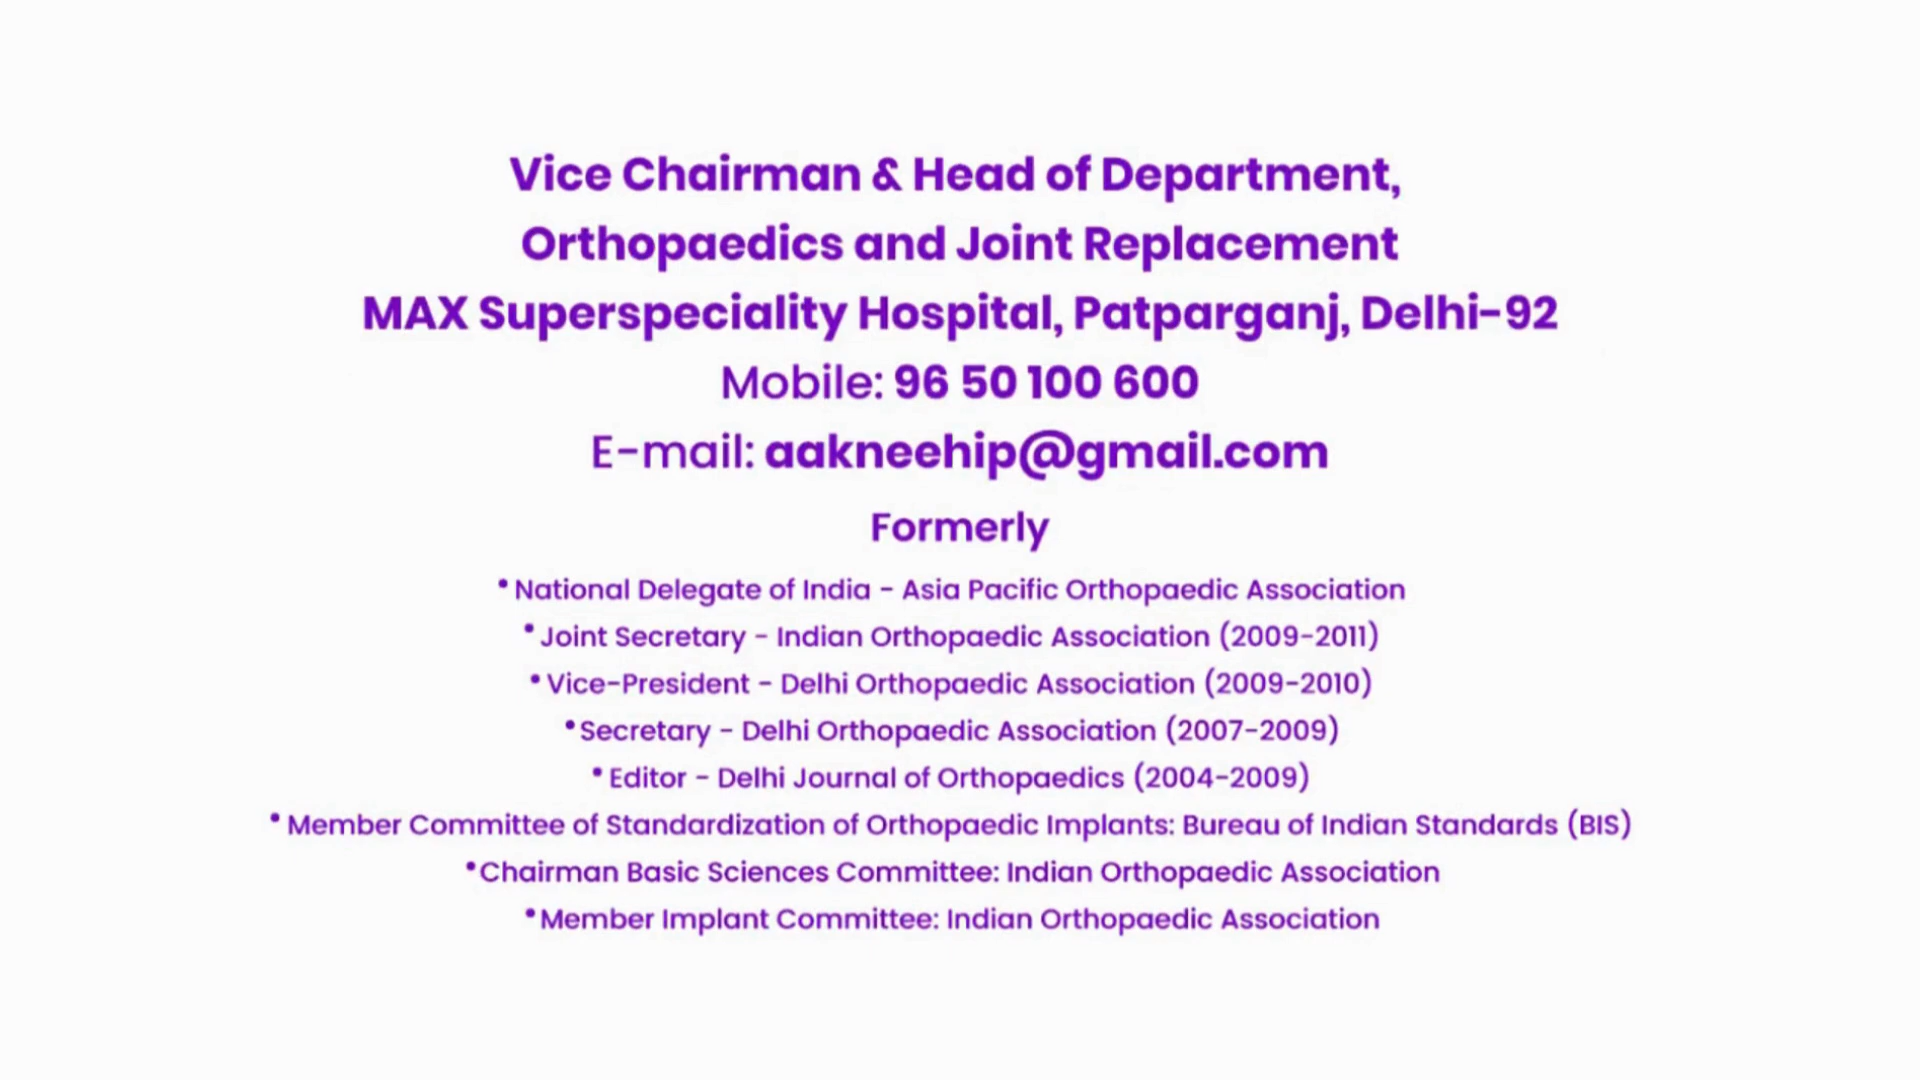 Vice Chairman & Head of Department,
Orthopaedics and Joint Replacement
MAX Superspeciality Hospital, Patparganj, Delhi-92
Mobile: 96 50 100 600
E-mail: aakneehip@gmail.com
Formerly
• National Delegate of India - Asia Pacific Orthopaedic Association
• Joint Secretary - Indian Orthopaedic Association (2009-2011)
• Vice-President - Delhi Orthopaedic Association (2009-2010)
• Secretary - Delhi Orthopaedic Association (2007-2009)
• Editor - Delhi Journal of Orthopaedics (2004-2009)
• Member Committee of Standardization of Orthopaedic Implants: Bureau of Indian Standards (BIS)
• Chairman Basic Sciences Committee: Indian Orthopaedic Association
• Member Implant Committee: Indian Orthopaedic Association